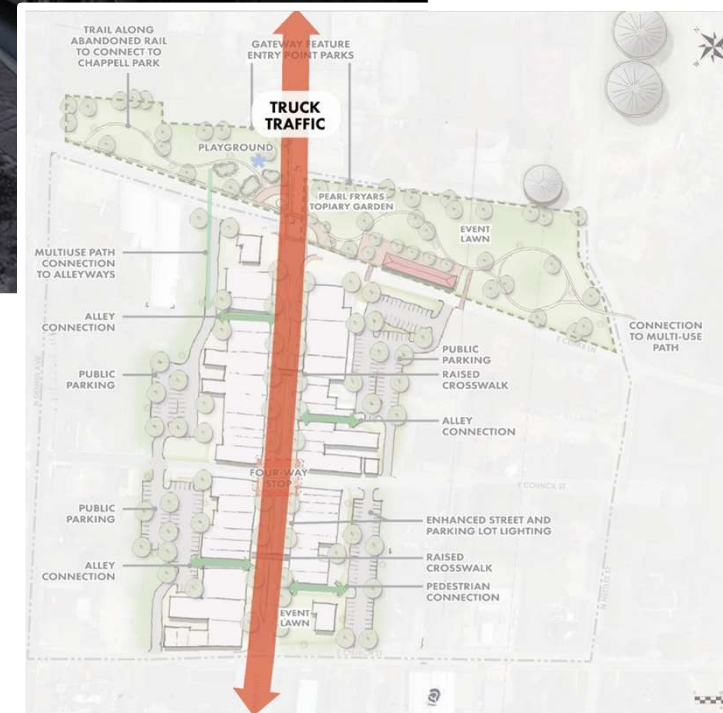 TRAIL ALONG
ABANDONED RAIL
TO CONNECT TO
CHAPPELL PARK
GATEWAY FEATURE
ENTRY POINT PARKS
TRUCK
TRAFFIC
PLAYGROUND
PEARL FRYARS
TOPIARY GARDEN
EVENT
LAWN
MULTIUSE PATH
CONNECTION
TO ALLEYWAYS
ALLEY
CONNECTION
CONNECTION
TO MULTI-USE
PATH
PUBLIC
PARKING
RAISED
CROSSWALK
PUBLIC
PARKING
ALLEY
CONNECTION
FOUR-WAY
STOP
E COUNCIL ST
PUBLIC
PARKING
ENHANCED STREET AND
PARKING LOT LIGHTING
ALLEY
CONNECTION
RAISED
CROSSWALK
PEDESTRIAN
CONNECTION
EVENT
LAWN